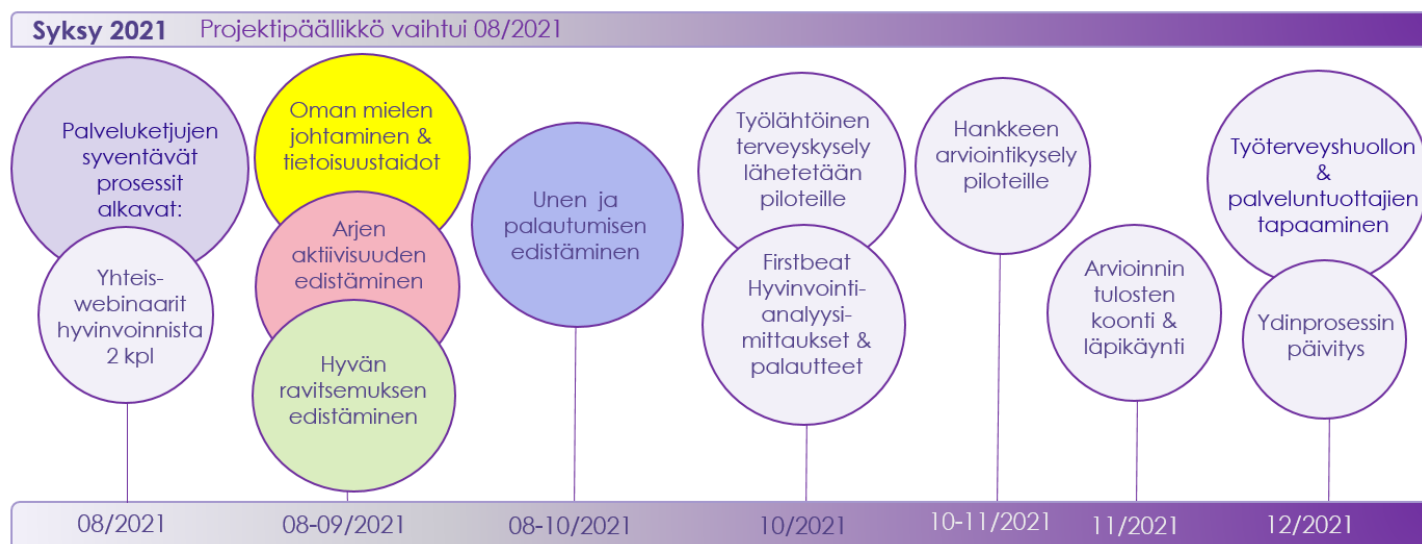 Syksy 2021 Projektipäällikkö vaihtui 08/2021
Palveluketjujen
syventävät
prosessit
alkavat:
Yhteis-
webinaarit
hyvinvoinnista
2 kpl
Oman mielen
johtaminen &
tietoisuustaidot
Arjen
aktiivisuuden
edistäminen
Hyvän
ravitsemuksen
edistäminen
Unen ja
palautumisen
edistäminen
Työlähtöinen
terveyskysely
lähetetään
piloteille
Firstbeat
Hyvinvointi-
analyysi-
mittaukset &
palautteet
Hankkeen
arviointikysely
piloteille
Arvioinnin
tulosten
koonti &
läpikäynti
Työterveyshuollon
&
palveluntuottajien
tapaaminen
Ydinprosessin
päivitys
08/2021
08-09/2021
08-10/2021
10/2021
10-11/2021
11/2021
12/2021